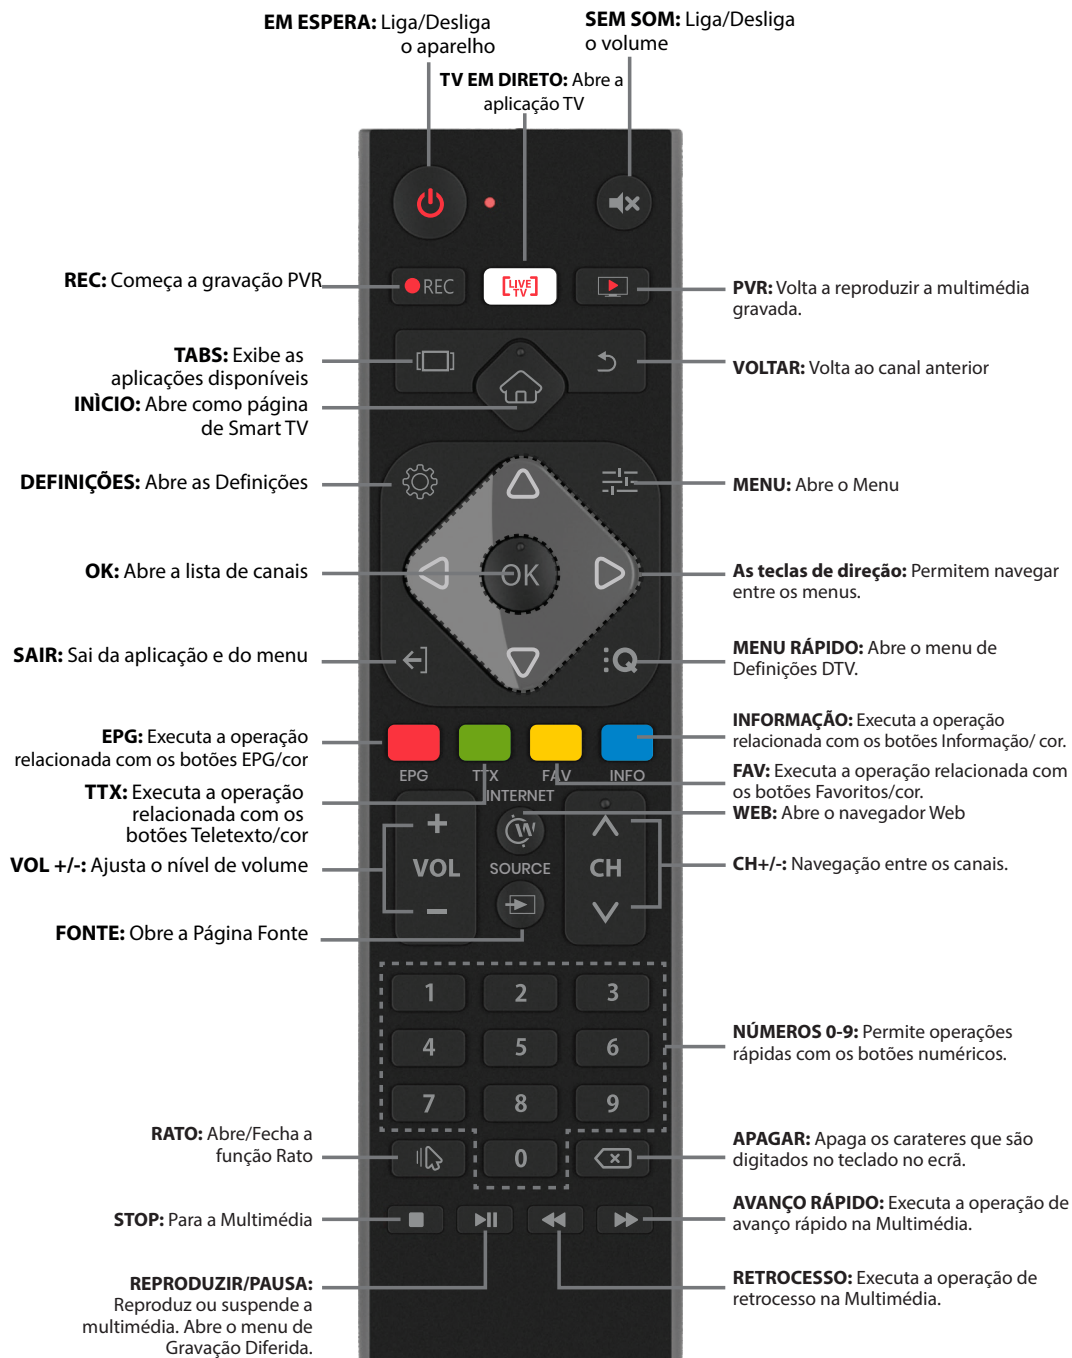 EM ESPERA: Liga/Desliga
o aparelho
SEM SOM: Liga/Desliga
o volume
TV EM DIRETO: Abre a
aplicação TV
REC: Começa a gravação PVR
REC
LIVE
TV
PVR: Volta a reproduzir a multimédia
gravada.
TABS: Exibe as
aplicações disponíveis
VOLTAR: Volta ao canal anterior
INÌCIO: Abre como página
de Smart TV
DEFINIÇÕES: Abre as Definições
MENU: Abre o Menu
OK: Abre a lista de canais
OK
As teclas de direção: Permitem navegar
entre os menus.
SAIR: Sai da aplicação e do menu
Q
MENU RÁPIDO: Abre o menu de
Definições DTV.
EPG: Executa a operação
relacionada com os botões EPG/cor
INFORMAÇÃO: Executa a operação
relacionada com os botões Informação/ cor.
EPG TTX FAV INFO
TTX: Executa a operação
relacionada com os
botões Teletexto/cor
FAV: Executa a operação relacionada com
os botões Favoritos/cor.
INTERNET
W
WEB: Abre o navegador Web
VOL +/-: Ajusta o nível de volume
+
VOL
−
SOURCE
CH
CH+/-: Navegação entre os canais.
FONTE: Obre a Página Fonte
1 2 3
4 5 6
7 8 9
0
NÚMEROS 0-9: Permite operações
rápidas com os botões numéricos.
RATO: Abre/Fecha a
função Rato
APAGAR: Apaga os carateres que são
digitados no teclado no ecrã.
STOP: Para a Multimédia
AVANÇO RÁPIDO: Executa a operação de
avanço rápido na Multimédia.
REPRODUZIR/PAUSA:
Reproduz ou suspende a
multimédia. Abre o menu de
Gravação Diferida.
RETROCESSO: Executa a operação de
retrocesso na Multimédia.